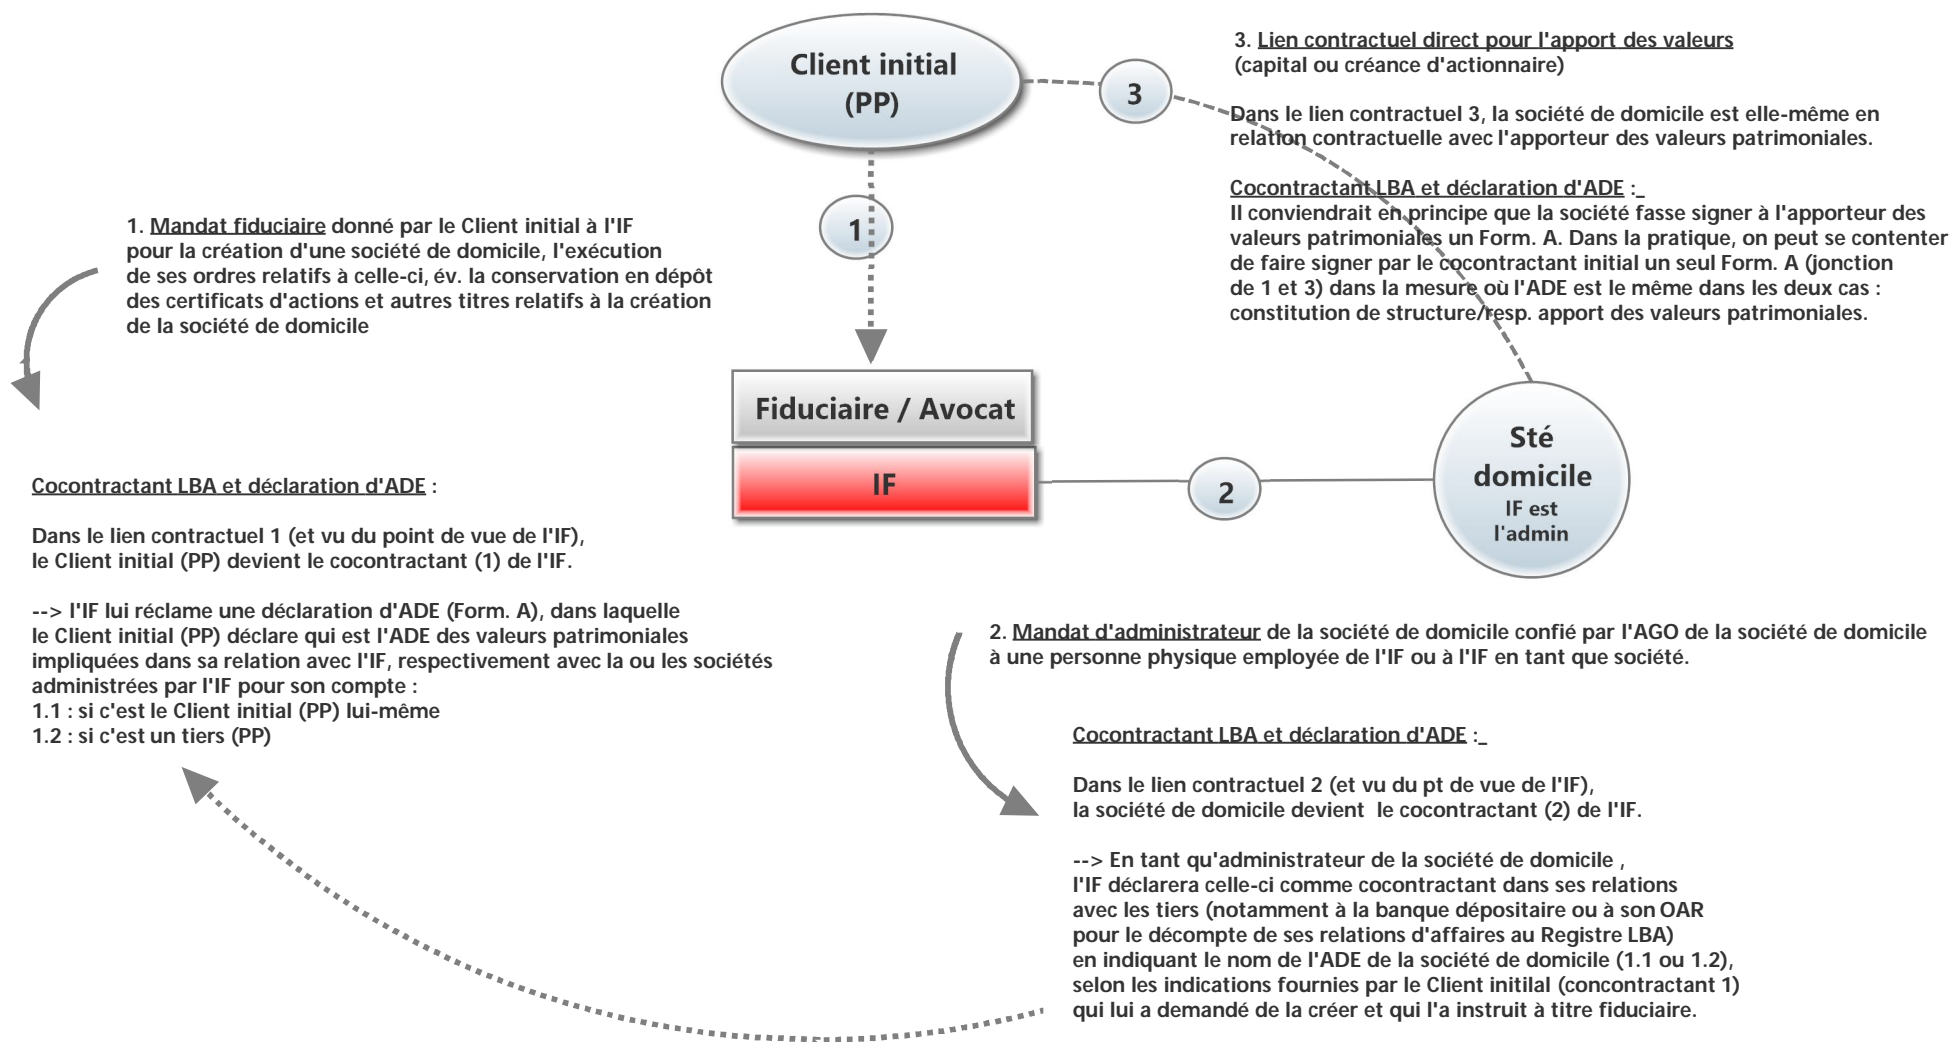 Client initial
(PP)
3
3. Lien contractuel direct pour l'apport des valeurs
(capital ou créance d'actionnaire)
Dans le lien contractuel 3, la société de domicile est elle-même en
relation contractuelle avec l'apporteur des valeurs patrimoniales.
Cocontractant LBA et déclaration d'ADE :
Il conviendrait en principe que la société fasse signer à l'apporteur des
valeurs patrimoniales un Form. A. Dans la pratique, on peut se contenter
de faire signer par le cocontractant initial un seul Form. A (jonction
de 1 et 3) dans la mesure où l'ADE est le même dans les deux cas :
constitution de structure/resp. apport des valeurs patrimoniales.
1
1. Mandat fiduciaire donné par le Client initial à l'IF
pour la création d'une société de domicile, l'exécution
de ses ordres relatifs à celle-ci, év. la conservation en dépôt
des certificats d'actions et autres titres relatifs à la création
de la société de domicile
Fiduciaire / Avocat
IF
2
Sté
domicile
IF est
l'admin
Cocontractant LBA et déclaration d'ADE :
Dans le lien contractuel 1 (et vu du point de vue de l'IF),
le Client initial (PP) devient le cocontractant (1) de l'IF.
--> l'IF lui réclame une déclaration d'ADE (Form. A), dans laquelle
le Client initial (PP) déclare qui est l'ADE des valeurs patrimoniales
impliquées dans sa relation avec l'IF, respectivement avec la ou les sociétés
administrées par l'IF pour son compte :
1.1 : si c'est le Client initial (PP) lui-même
1.2 : si c'est un tiers (PP)
2. Mandat d'administrateur de la société de domicile confié par l'AGO de la société de domicile
à une personne physique employée de l'IF ou à l'IF en tant que société.
Cocontractant LBA et déclaration d'ADE :
Dans le lien contractuel 2 (et vu du pt de vue de l'IF),
la société de domicile devient le cocontractant (2) de l'IF.
--> En tant qu'administrateur de la société de domicile ,
l'IF déclarera celle-ci comme cocontractant dans ses relations
avec les tiers (notamment à la banque dépositaire ou à son OAR
pour le décompte de ses relations d'affaires au Registre LBA)
en indiquant le nom de l'ADE de la société de domicile (1.1 ou 1.2),
selon les indications fournies par le Client initilal (concontractant 1)
qui lui a demandé de la créer et qui l'a instruit à titre fiduciaire.